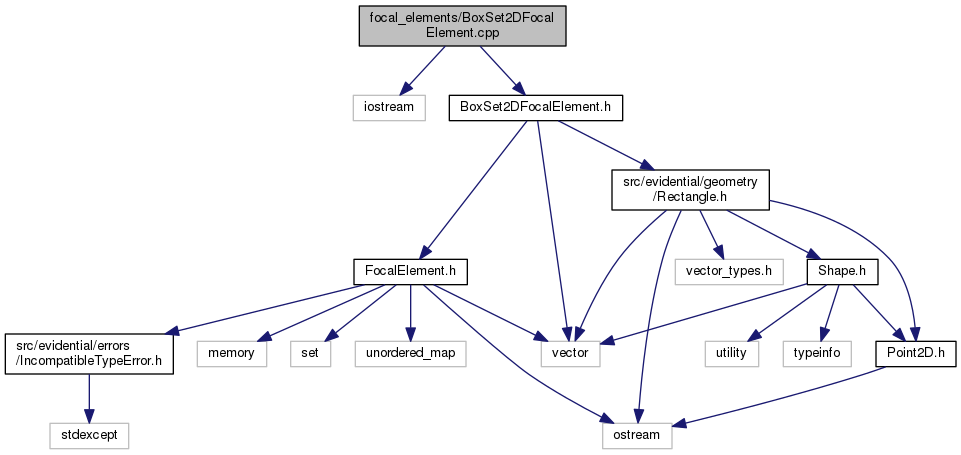 focal_elements/BoxSet2DFocal
Element.cpp
iostream
BoxSet2DFocalElement.h
src/evidential/geometry
/Rectangle.h
FocalElement.h
vector_types.h
Shape.h
src/evidential/errors
/IncompatibleTypeError.h
memory
set
unordered_map
vector
utility
typeinfo
Point2D.h
stdexcept
ostream